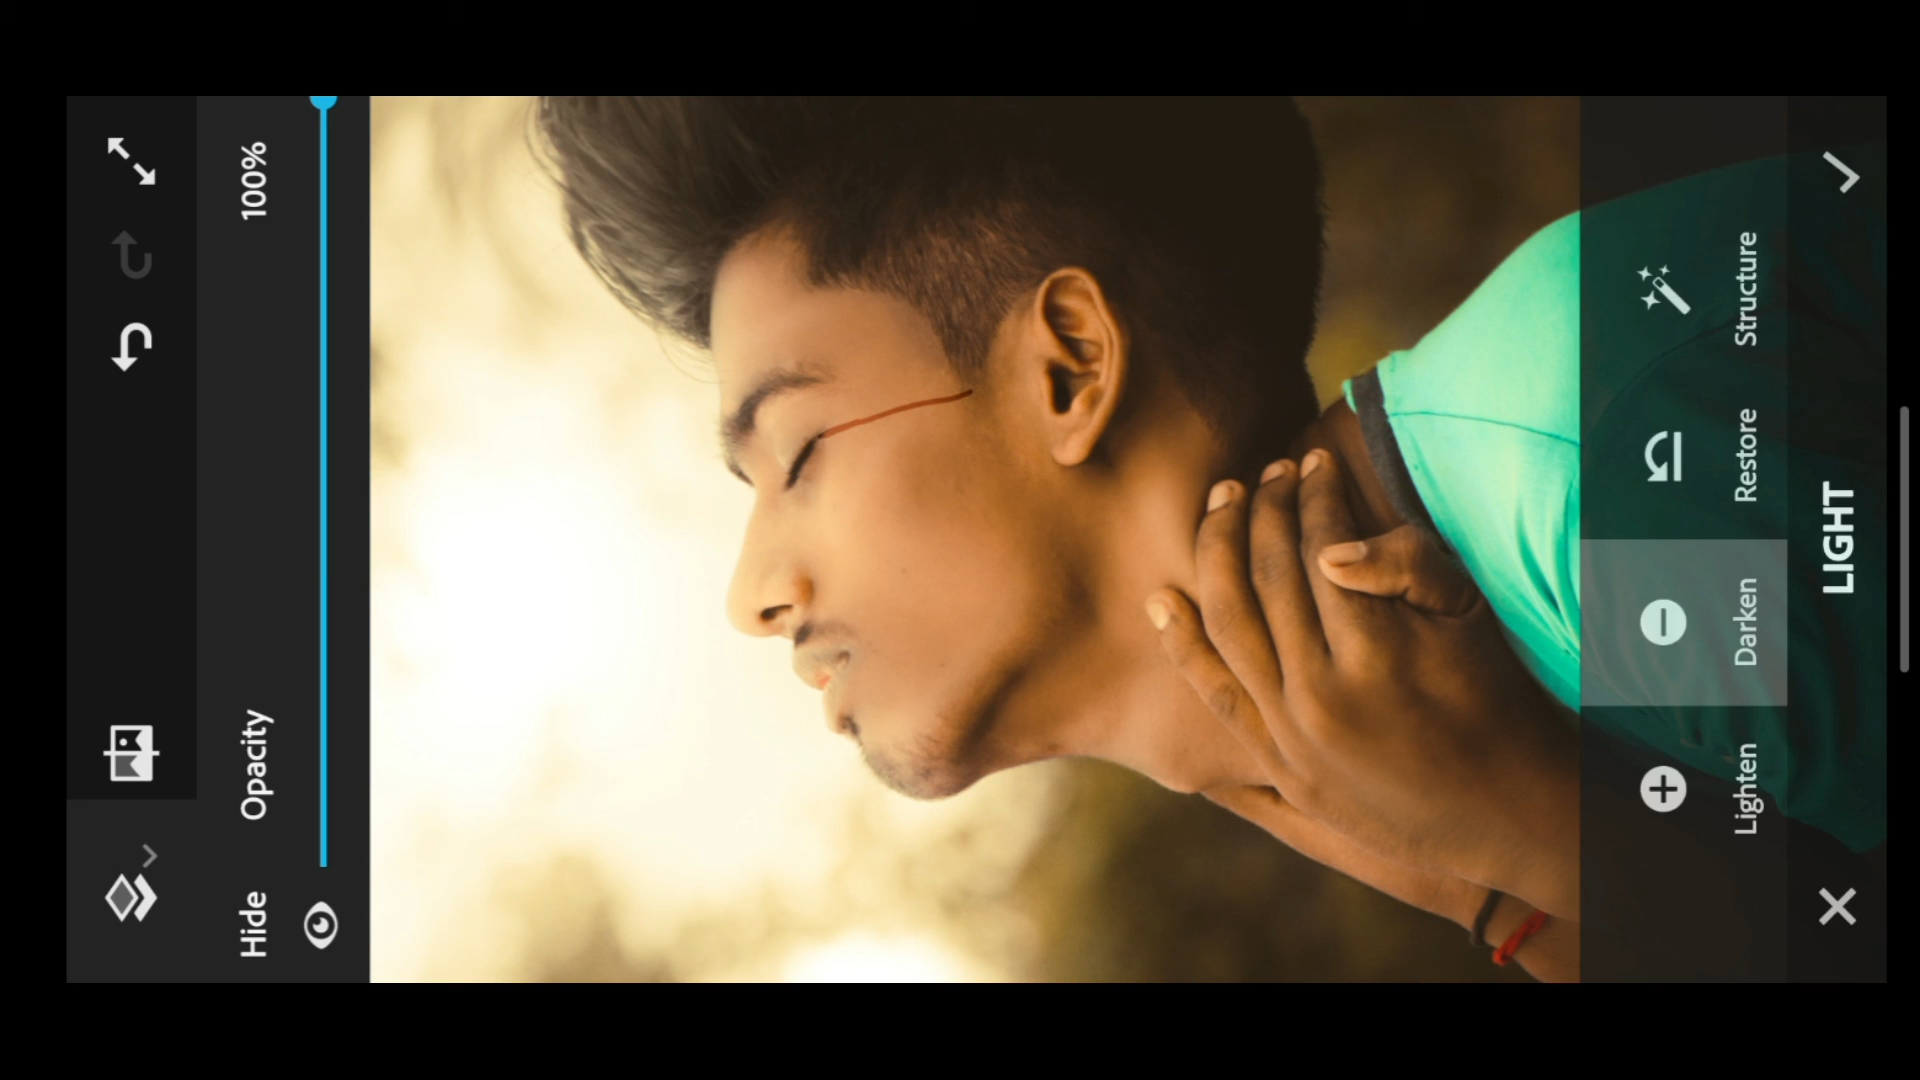 100%
Opacity
Hide
Structure
Restore
Darken
Lighten
LIGHT